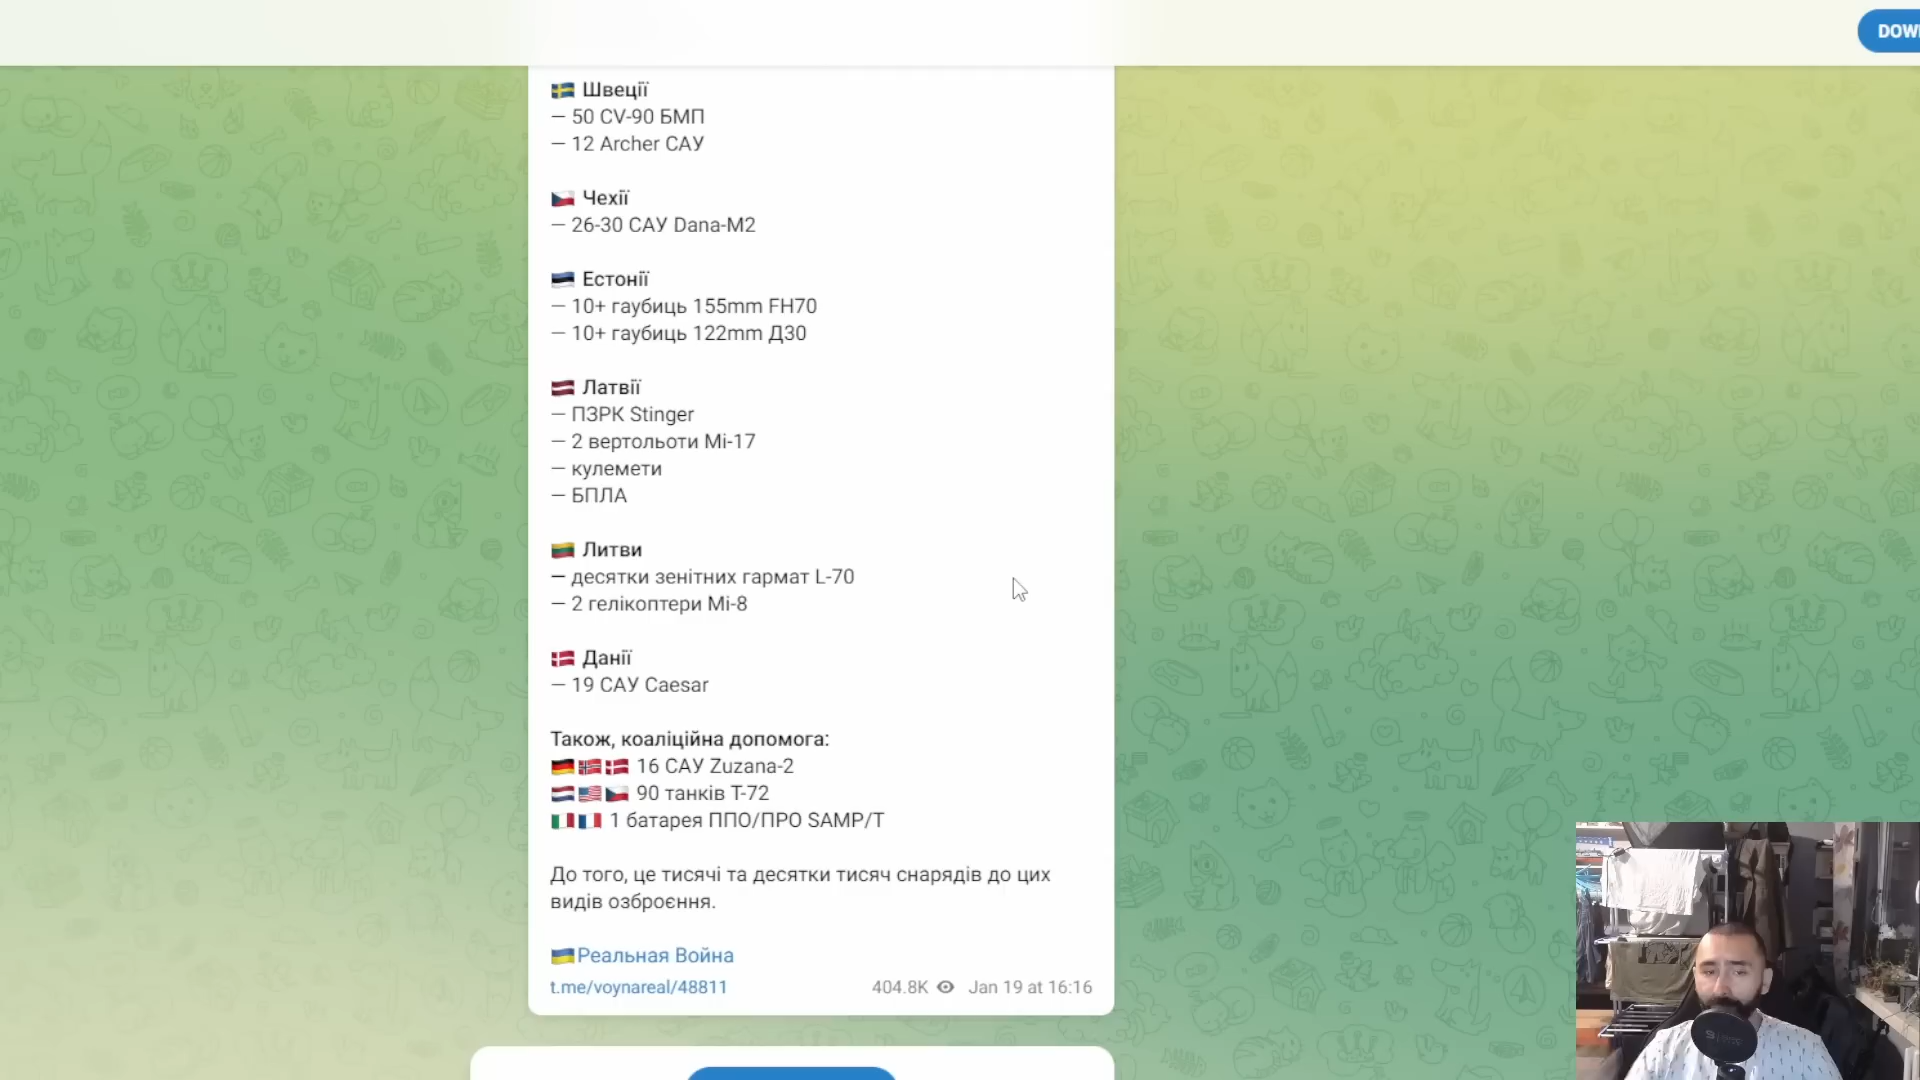 DOW
Швеції
— 50 CV-90 БМП
— 12 Archer САУ
Чехії
— 26-30 САУ Dana-M2
Естонії
— 10+ гаубиць 155mm FH70
— 10+ гаубиць 122mm Д30
Латвії
— ПЗРК Stinger
— 2 вертольоти Мі-17
— кулемети
— БПЛА
Литви
— десятки зенітних гармат L-70
— 2 гелікоптери Мі-8
Данії
— 19 САУ Caesar
Також, коаліційна допомога:
16 САУ Zuzana-2
90 танків Т-72
1 батарея ППО/ПРО SAMP/T
До того, це тисячі та десятки тисяч снарядів до цих
видів озброєння.
Реальная Война
t.me/voynareal/48811 404.8K Jan 19 at 16:16